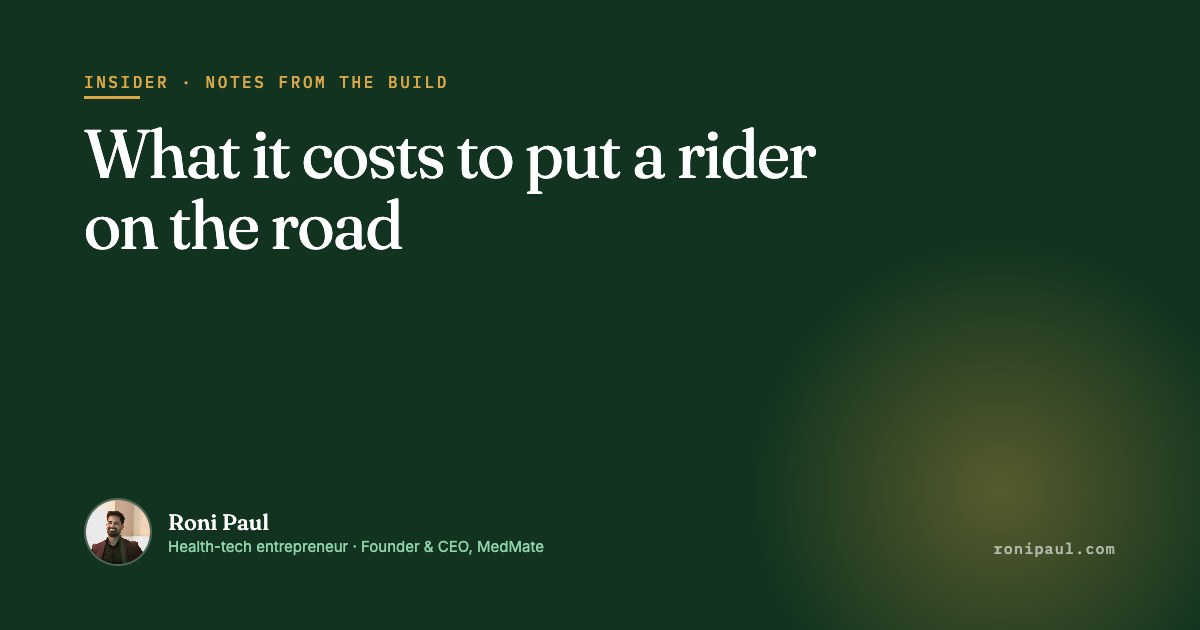 INSIDER · NOTES FROM THE BUILD
What it costs to put a rider
on the road
Roni Paul
Health-tech entrepreneur · Founder & CEO, MedMate
ronipaul.com